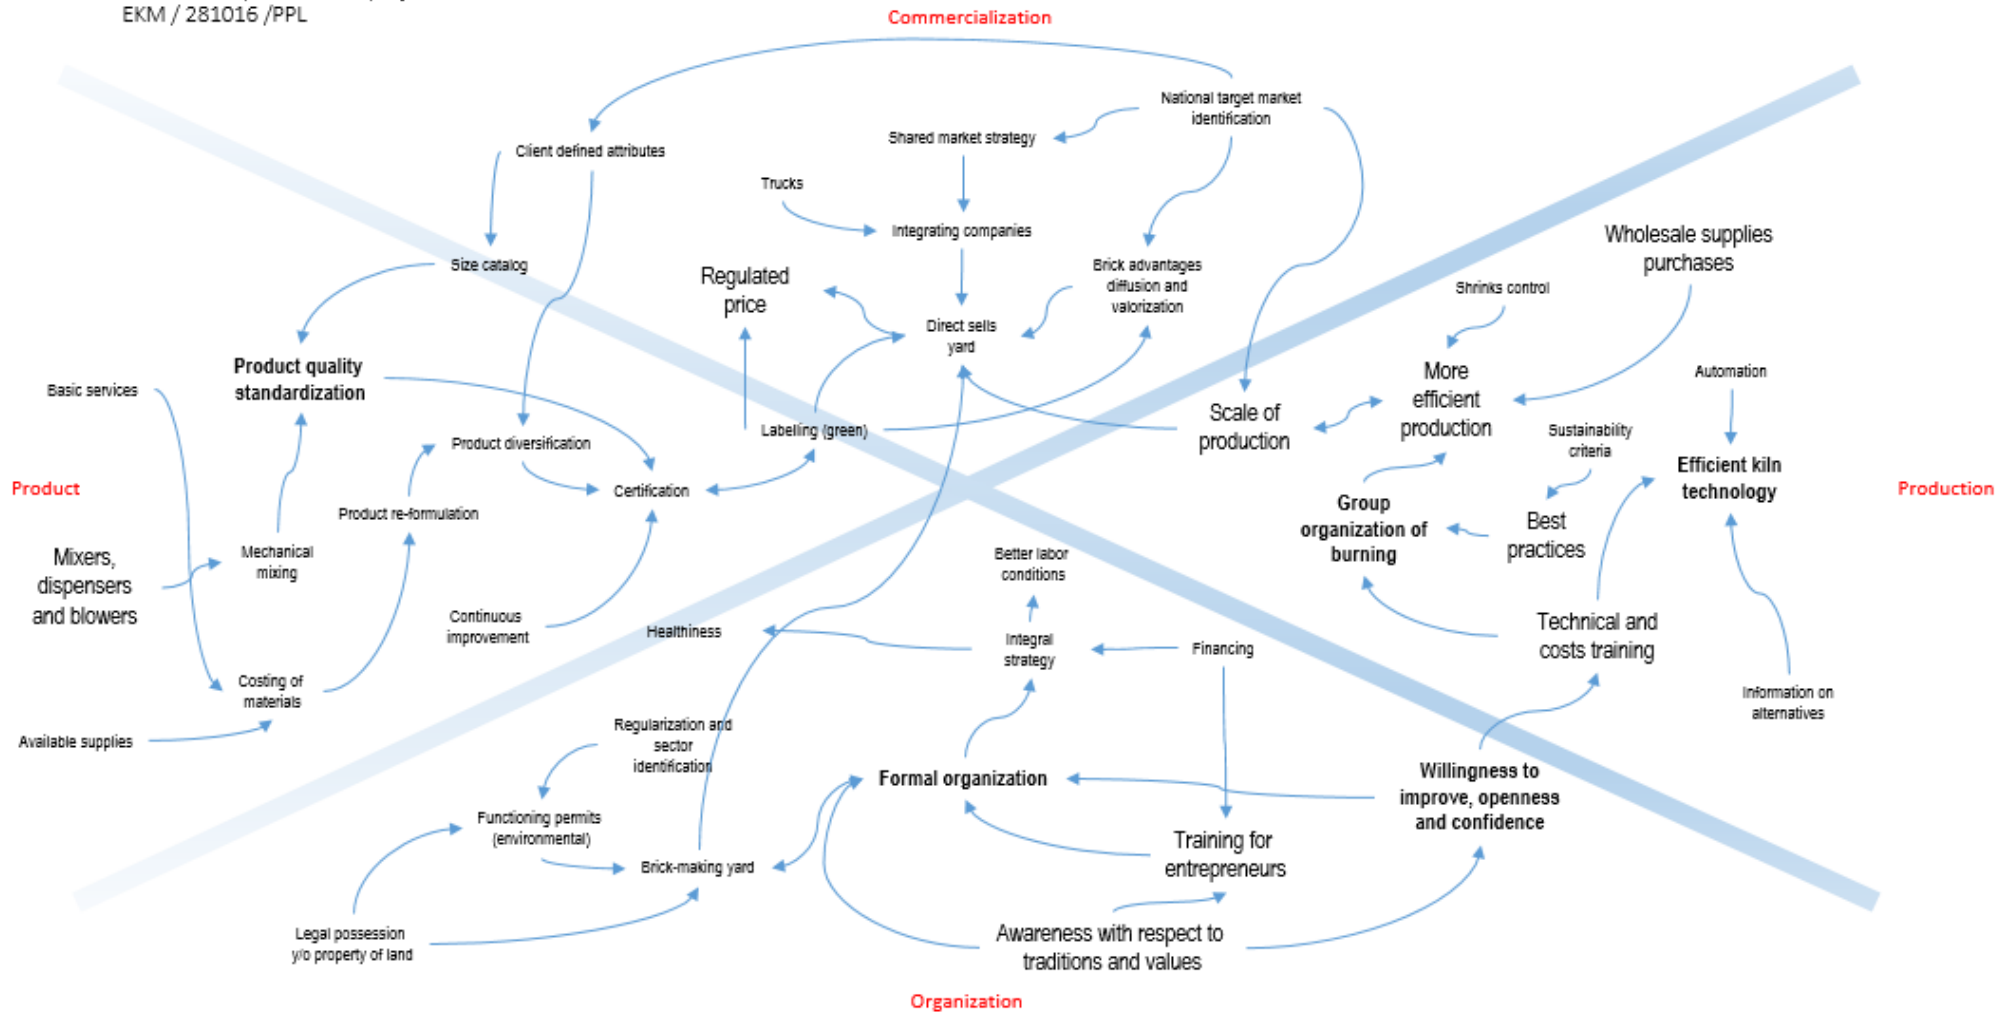 EKM / 281016 /PPL
Commercialization
National target market
identification
Shared market strategy
Client defined attributes
Trucks
Integrating companies
Size catalog
Regulated
price
Brick advantages
diffusion and
valorization
Direct sells
yard
Wholesale supplies
purchases
Shrinks control
Product quality
standardization
Basic services
More
efficient
production
Automation
Scale of
production
Labelling (green)
Product diversification
Sustainability
criteria
Efficient kiln
technology
Product
Certification
Production
Product re-formulation
Group
organization of
burning
Best
practices
Mixers,
dispensers
and blowers
Mechanical
mixing
Better labor
conditions
Continuous
improvement
Healthiness
Integral
strategy
Financing
Technical and
costs training
Costing of
materials
Information on
alternatives
Available supplies
Regularization and
sector
identification
Formal organization
Willingness to
improve, openness
and confidence
Functioning permits
(environmental)
Brick-making yard
Training for
entrepreneurs
Legal possession
y/o property of land
Awareness with respect to
traditions and values
Organization